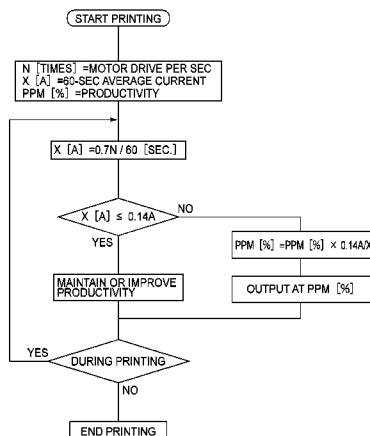 START PRINTING
N [TIMES] =MOTOR DRIVE PER SEC
X [A] =60-SEC AVERAGE CURRENT
PPM [%] =PRODUCTIVITY
X [A] =0.7N / 60 [SEC.]
X [A] ≤ 0.14A
NO
YES
PPM [%] =PPM [%] × 0.14A/X
MAINTAIN OR IMPROVE
PRODUCTIVITY
OUTPUT AT PPM [%]
YES
DURING PRINTING
NO
END PRINTING